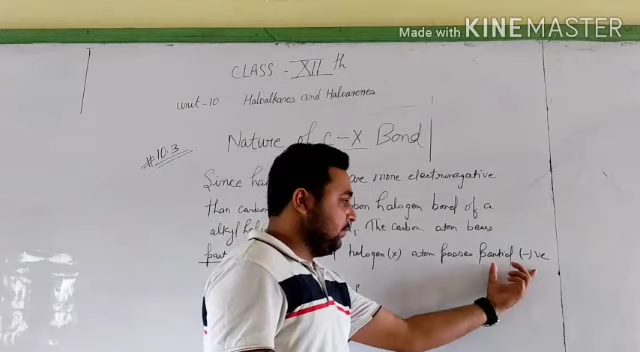 Made with KINEMASTER
CLASS - XII th
unit-10 Haloalkanes and Haloarenes
#10.3
Nature of C-X Bond
Since are more electronegative
than carbon halogen bond of a
alkyl The carbon atom bears
halogen (x) atom posses partial (-)ve